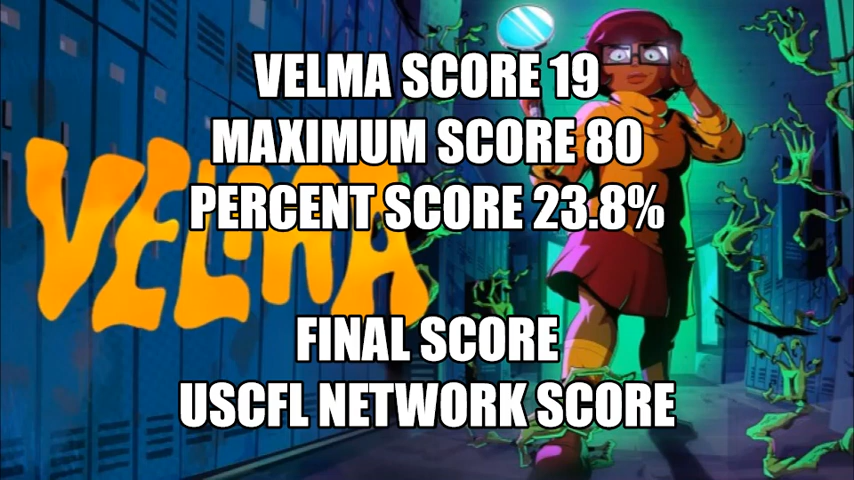 VELMA SCORE 19
MAXIMUM SCORE 80
PERCENT SCORE 23.8%
VELMA
FINAL SCORE
USCFL NETWORK SCORE